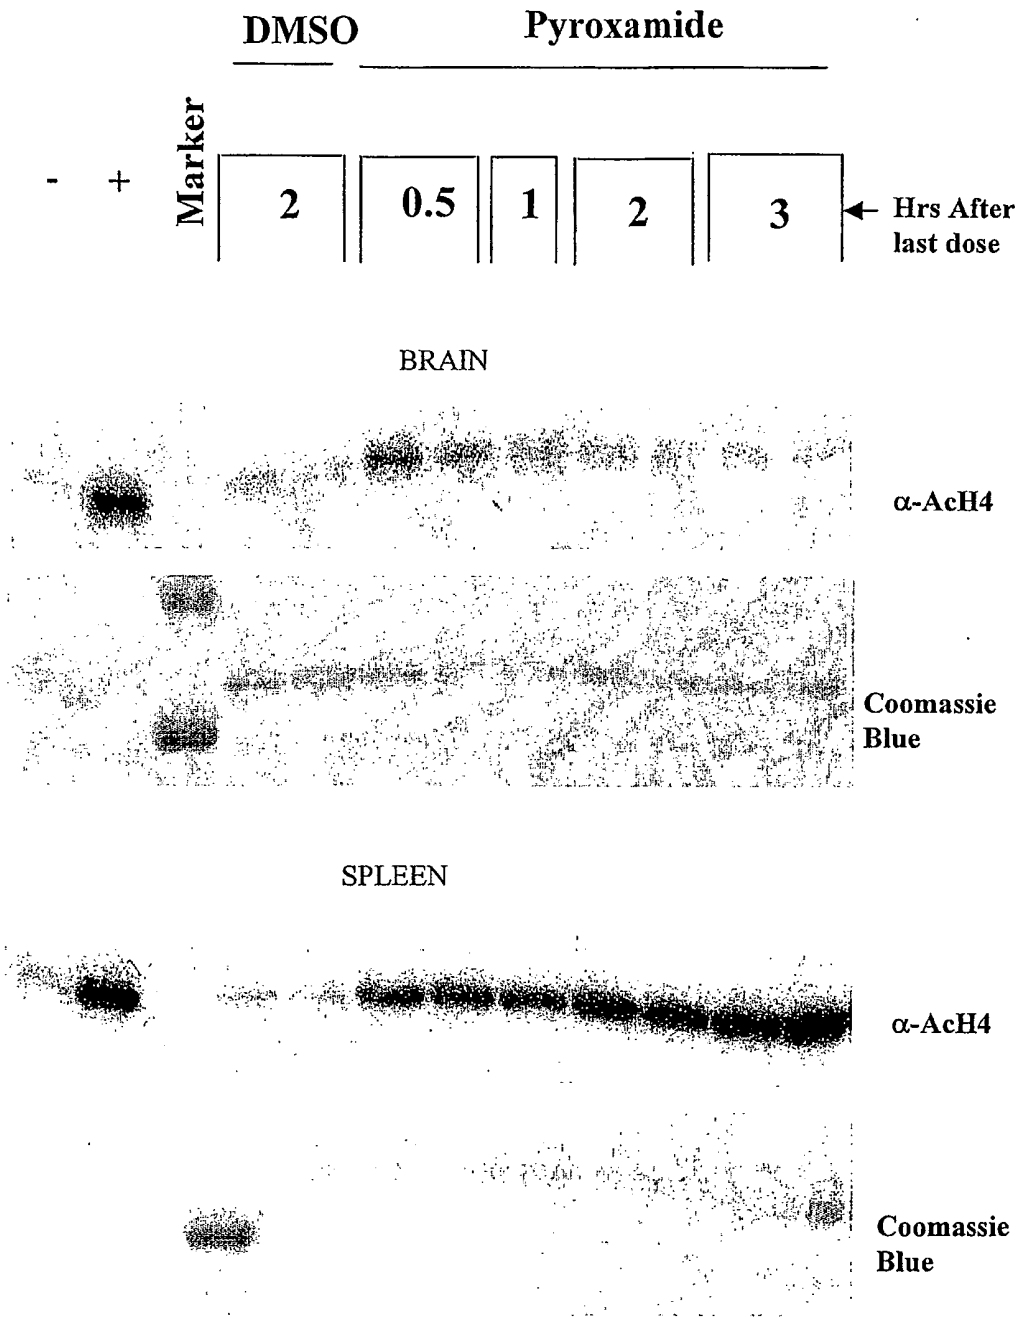 DMSO
Pyroxamide
- + Marker 2 0.5 1 2 3 Hrs After
last dose
BRAIN
α-AcH4
Coomassie
Blue
SPLEEN
α-AcH4
Coomassie
Blue